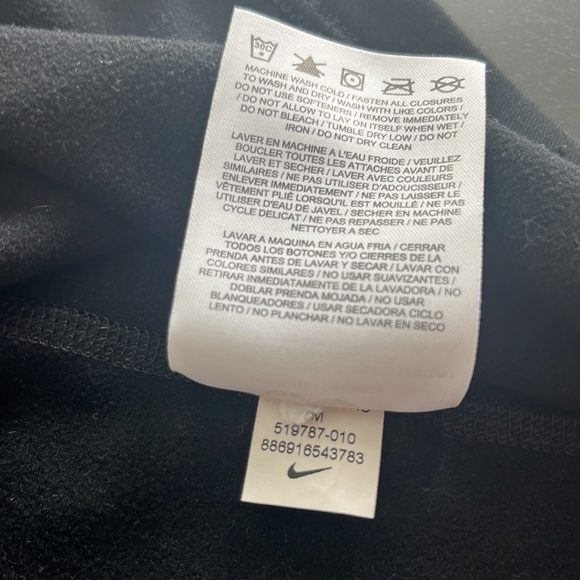 30C
MACHINE WASH COLD / FASTEN ALL CLOSURES
TO WASH AND DRY / WASH WITH LIKE COLORS /
DO NOT USE SOFTENERS / REMOVE IMMEDIATELY
/ DO NOT ALLOW TO LAY ON ITSELF WHEN WET /
DO NOT BLEACH / TUMBLE DRY LOW / DO NOT
IRON / DO NOT DRY CLEAN
LAVER EN MACHINE A L'EAU FROIDE / VEUILLEZ
BOUCLER TOUTES LES ATTACHES AVANT DE
LAVER ET SECHER / LAVER AVEC COULEURS
SIMILAIRES / NE PAS UTILISER D'ADOUCISSEUR /
ENLEVER IMMEDIATEMENT / NE PAS LAISSER LE
VÊTEMENT PLIÉ LORSQU'IL EST MOUILLÉ / NE PAS
UTILISER D'EAU DE JAVEL / SECHER EN MACHINE
CYCLE DELICAT / NE PAS REPASSER / NE PAS
NETTOYER A SEC
LAVAR A MAQUINA EN AGUA FRIA / CERRAR
TODOS LOS BOTONES Y/O CIERRES DE LA
PRENDA ANTES DE LAVAR Y SECAR / LAVAR CON
COLORES SIMILARES / NO USAR SUAVIZANTES /
RETIRAR INMEDIATAMENTE DE LA LAVADORA / NO
DOBLAR PRENDA MOJADA / NO USAR
BLANQUEADORES / USAR SECADORA CICLO
LENTO / NO PLANCHAR / NO LAVAR EN SECO
519787-010
886916543783